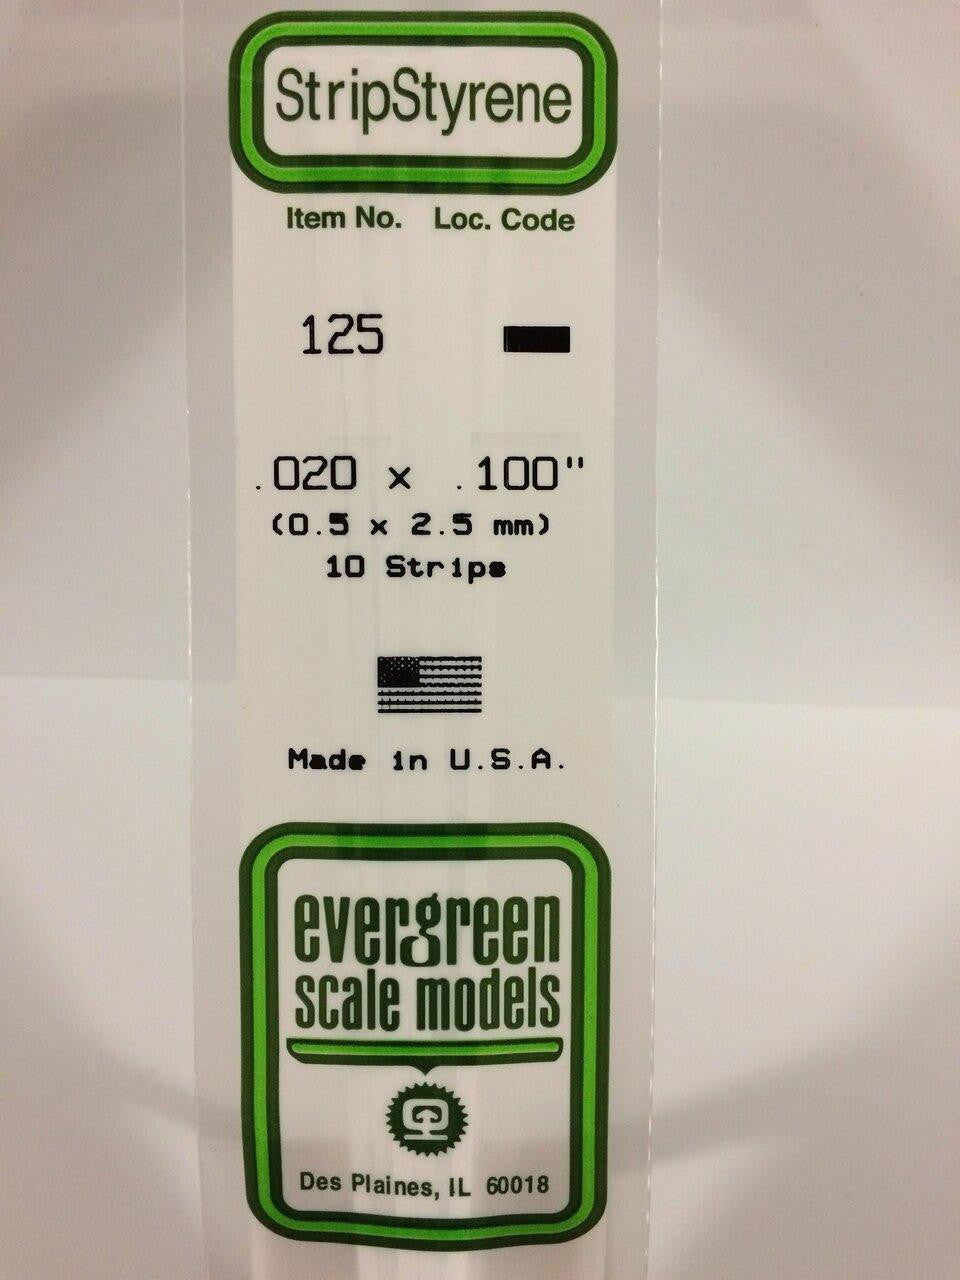 StripStyrene
Item No. Loc. Code
125
.020 x .100"
(0.5 x 2.5 mm)
10 Strips
Made in U.S.A.
evergreen
scale models
Des Plaines, IL 60018